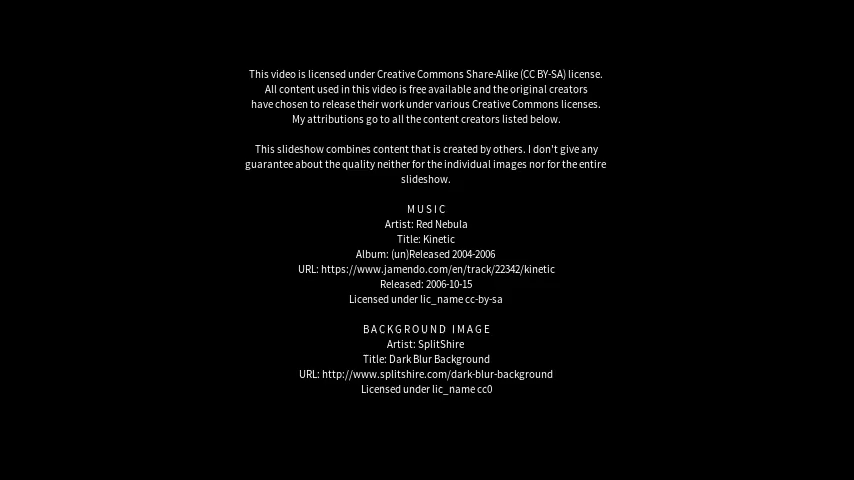 This video is licensed under Creative Commons Share-Alike (CC BY-SA) license.
All content used in this video is free available and the original creators
have chosen to release their work under various Creative Commons licenses.
My attributions go to all the content creators listed below.
This slideshow combines content that is created by others. I don't give any
guarantee about the quality neither for the individual images nor for the entire
slideshow.
MUSIC
Artist: Red Nebula
Title: Kinetic
Album: (un)Released 2004-2006
URL: https://www.jamendo.com/en/track/22342/kinetic
Released: 2006-10-15
Licensed under lic_name cc-by-sa
BACKGROUND IMAGE
Artist: SplitShire
Title: Dark Blur Background
URL: http://www.splitshire.com/dark-blur-background
Licensed under lic_name cc0